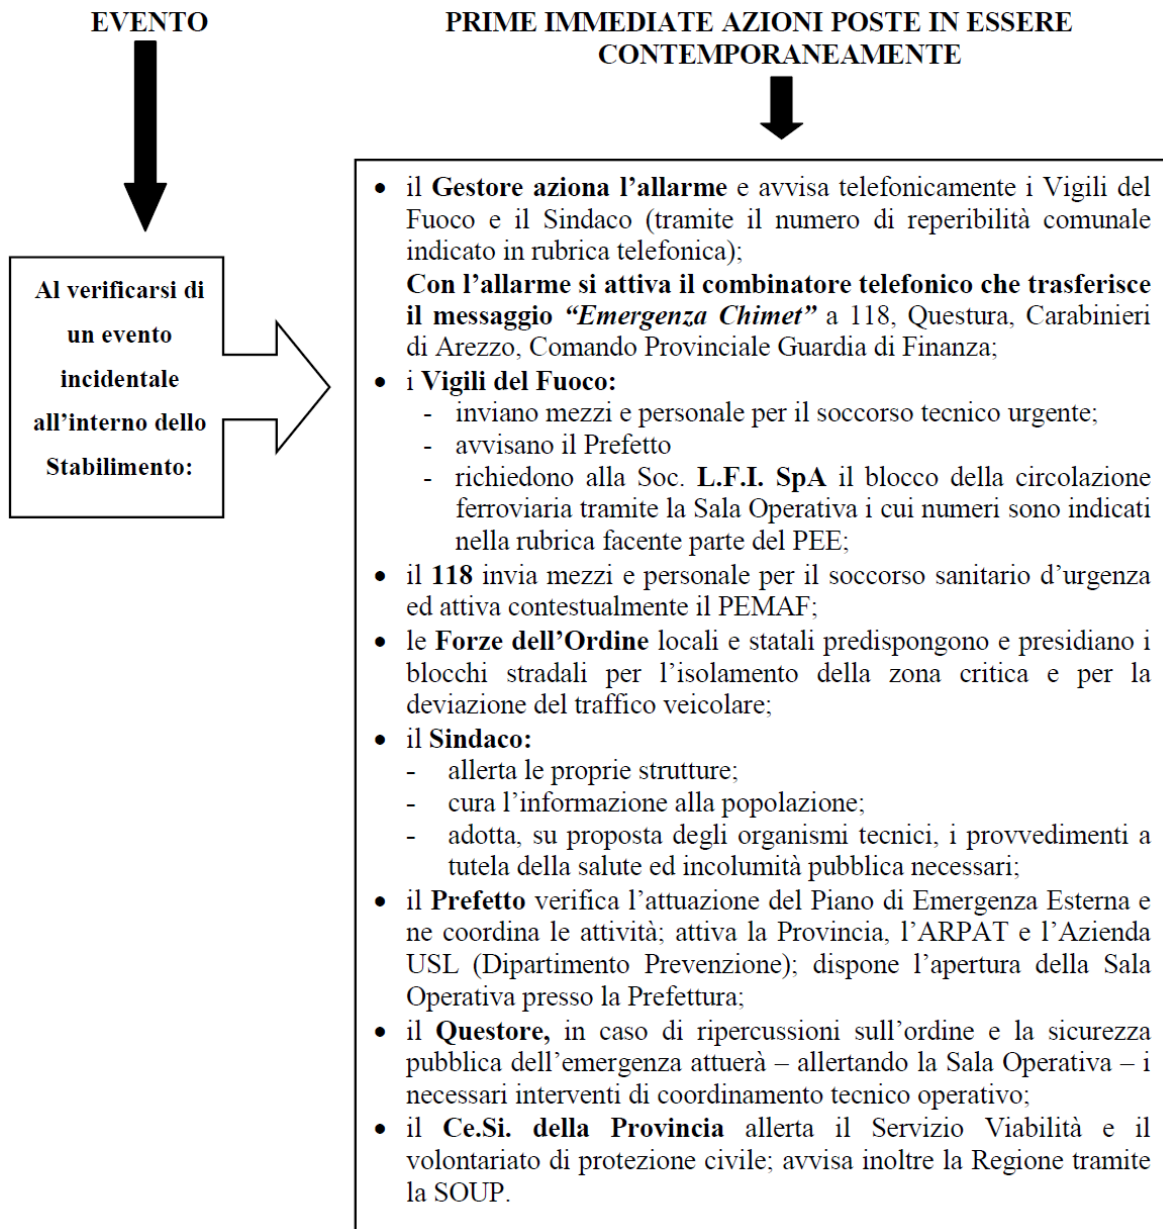 EVENTO
PRIME IMMEDIATE AZIONI POSTE IN ESSERE
CONTEMPORANEAMENTE
Al verificarsi di
un evento
incidentale
all’interno dello
Stabilimento:
• il Gestore aziona l’allarme e avvisa telefonicamente i Vigili del
Fuoco e il Sindaco (tramite il numero di reperibilità comunale
indicato in rubrica telefonica);
Con l’allarme si attiva il combinatore telefonico che trasferisce
il messaggio “Emergenza Chimet” a 118, Questura, Carabinieri
di Arezzo, Comando Provinciale Guardia di Finanza;
• i Vigili del Fuoco:
- inviano mezzi e personale per il soccorso tecnico urgente;
- avvisano il Prefetto
- richiedono alla Soc. L.F.I. SpA il blocco della circolazione
ferroviaria tramite la Sala Operativa i cui numeri sono indicati
nella rubrica facente parte del PEE;
• il 118 invia mezzi e personale per il soccorso sanitario d’urgenza
ed attiva contestualmente il PEMAF;
• le Forze dell’Ordine locali e statali predispongono e presidiano i
blocchi stradali per l’isolamento della zona critica e per la
deviazione del traffico veicolare;
• il Sindaco:
- allerta le proprie strutture;
- cura l’informazione alla popolazione;
- adotta, su proposta degli organismi tecnici, i provvedimenti a
tutela della salute ed incolumità pubblica necessari;
• il Prefetto verifica l’attuazione del Piano di Emergenza Esterna e
ne coordina le attività; attiva la Provincia, l’ARPAT e l’Azienda
USL (Dipartimento Prevenzione); dispone l’apertura della Sala
Operativa presso la Prefettura;
• il Questore, in caso di ripercussioni sull’ordine e la sicurezza
pubblica dell’emergenza attuerà – allertando la Sala Operativa – i
necessari interventi di coordinamento tecnico operativo;
• il Ce.Si. della Provincia allerta il Servizio Viabilità e il
volontariato di protezione civile; avvisa inoltre la Regione tramite
la SOUP.